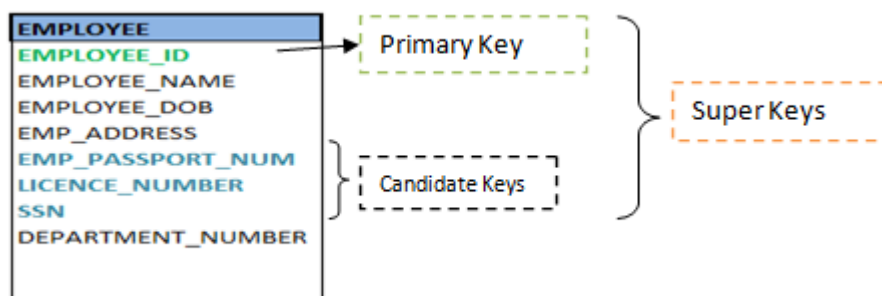 EMPLOYEE
EMPLOYEE_ID
EMPLOYEE_NAME
EMPLOYEE_DOB
EMP_ADDRESS
EMP_PASSPORT_NUM
LICENCE_NUMBER
SSN
DEPARTMENT_NUMBER
Primary Key
Candidate Keys
Super Keys